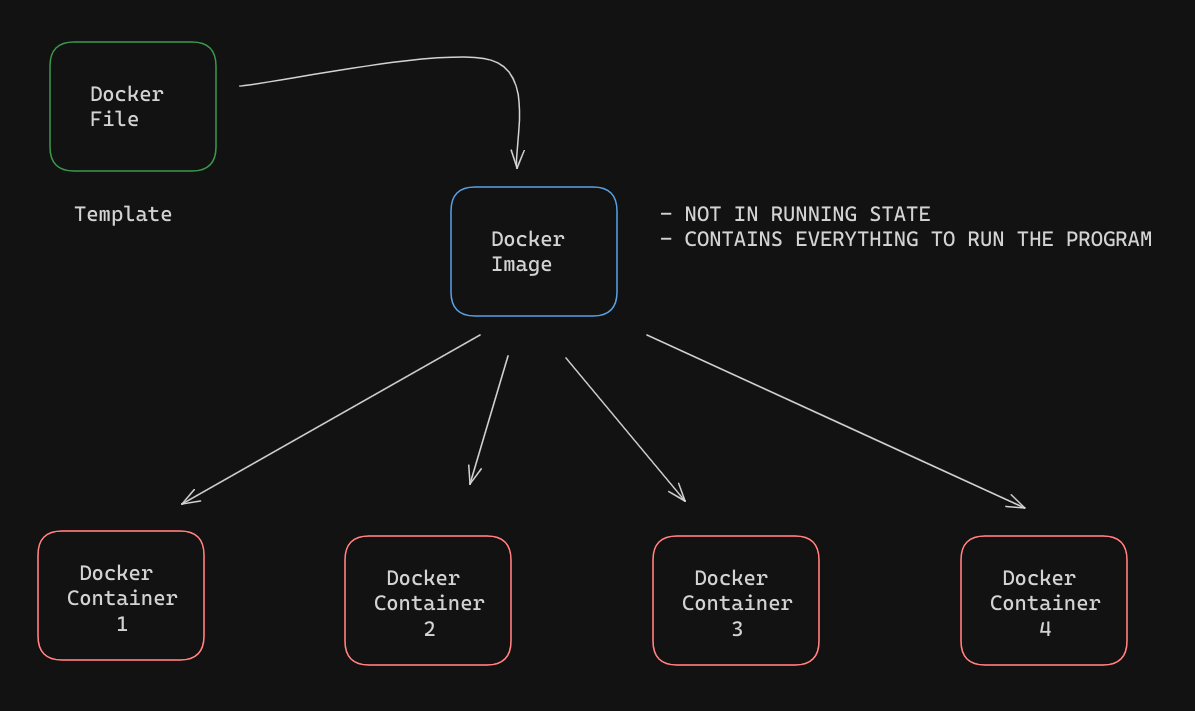 Docker
File
Template
Docker
Image
- NOT IN RUNNING STATE
- CONTAINS EVERYTHING TO RUN THE PROGRAM
Docker
Container
1
Docker
Container
2
Docker
Container
3
Docker
Container
4